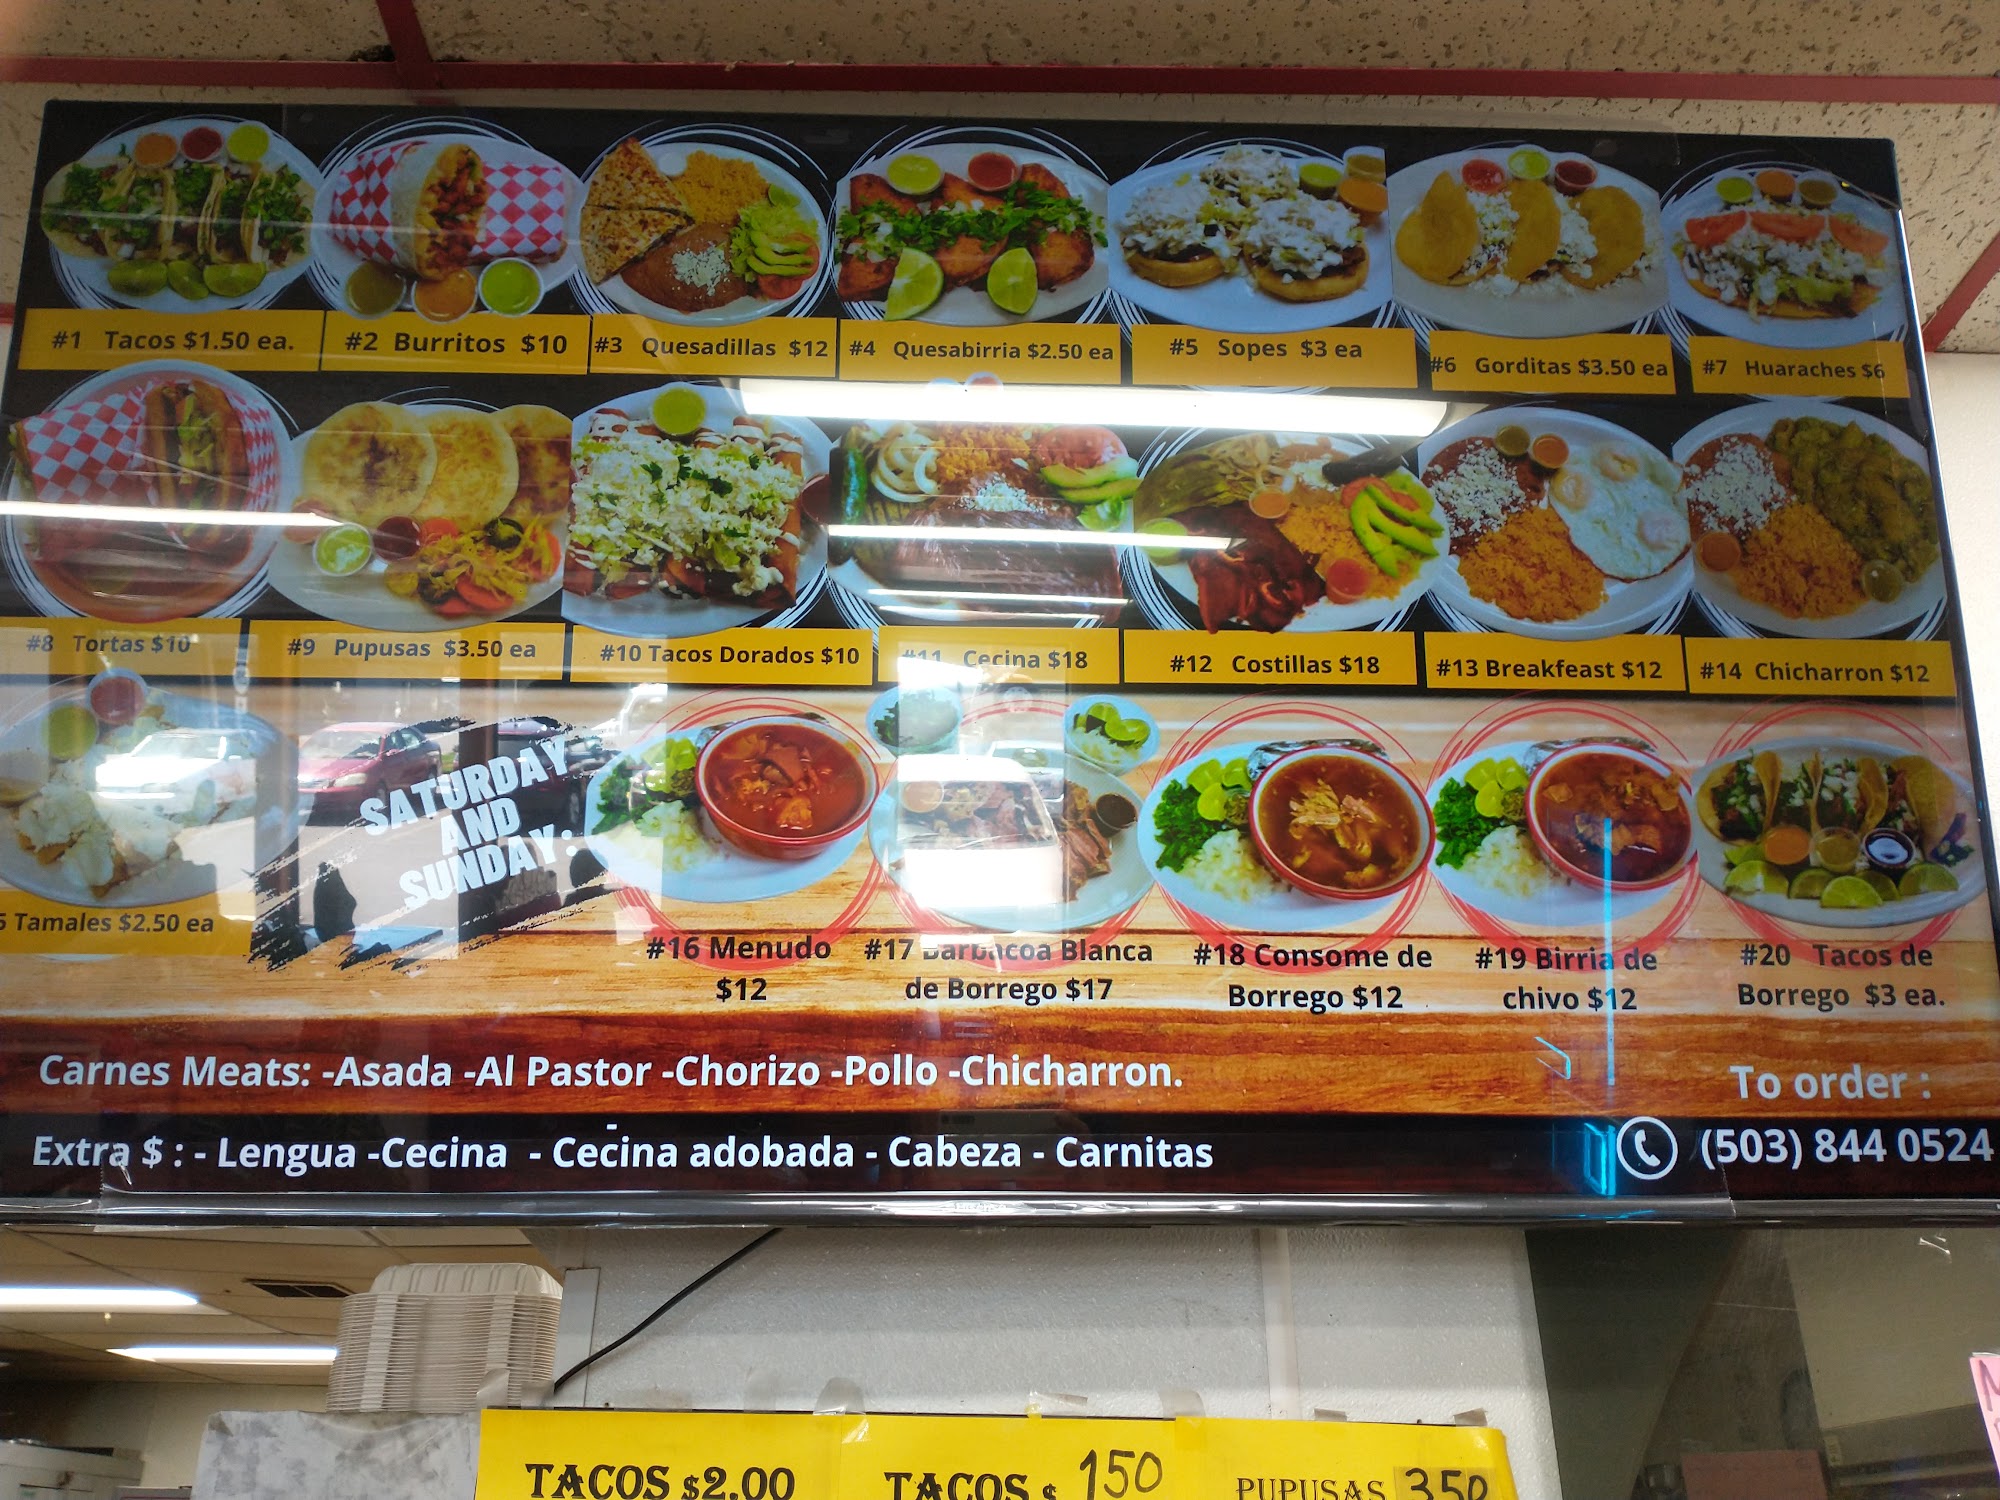 #1 Tacos $1.50 ea.
#2 Burritos $10
#3 Quesadillas $12
#4 Quesabirria $2.50 ea
#5 Sopes $3 ea
#6 Gorditas $3.50 ea
#7 Huaraches $6
#8 Tortas $10
#9 Pupusas $3.50 ea
#10 Tacos Dorados $10
#11 Cecina $18
#12 Costillas $18
#13 Breakfeast $12
#14 Chicharron $12
5 Tamales $2.50 ea
SATURDAY
AND
SUNDAY:
#16 Menudo
$12
#17 Barbacoa Blanca
de Borrego $17
#18 Consome de
Borrego $12
#19 Birria de
chivo $12
#20 Tacos de
Borrego $3 ea.
Carnes Meats: -Asada -Al Pastor -Chorizo -Pollo -Chicharron.
To order :
Extra $ : - Lengua -Cecina - Cecina adobada - Cabeza - Carnitas
(503) 844 0524
TACOS $2.00
TACOS $ 150
PUPUSAS 350